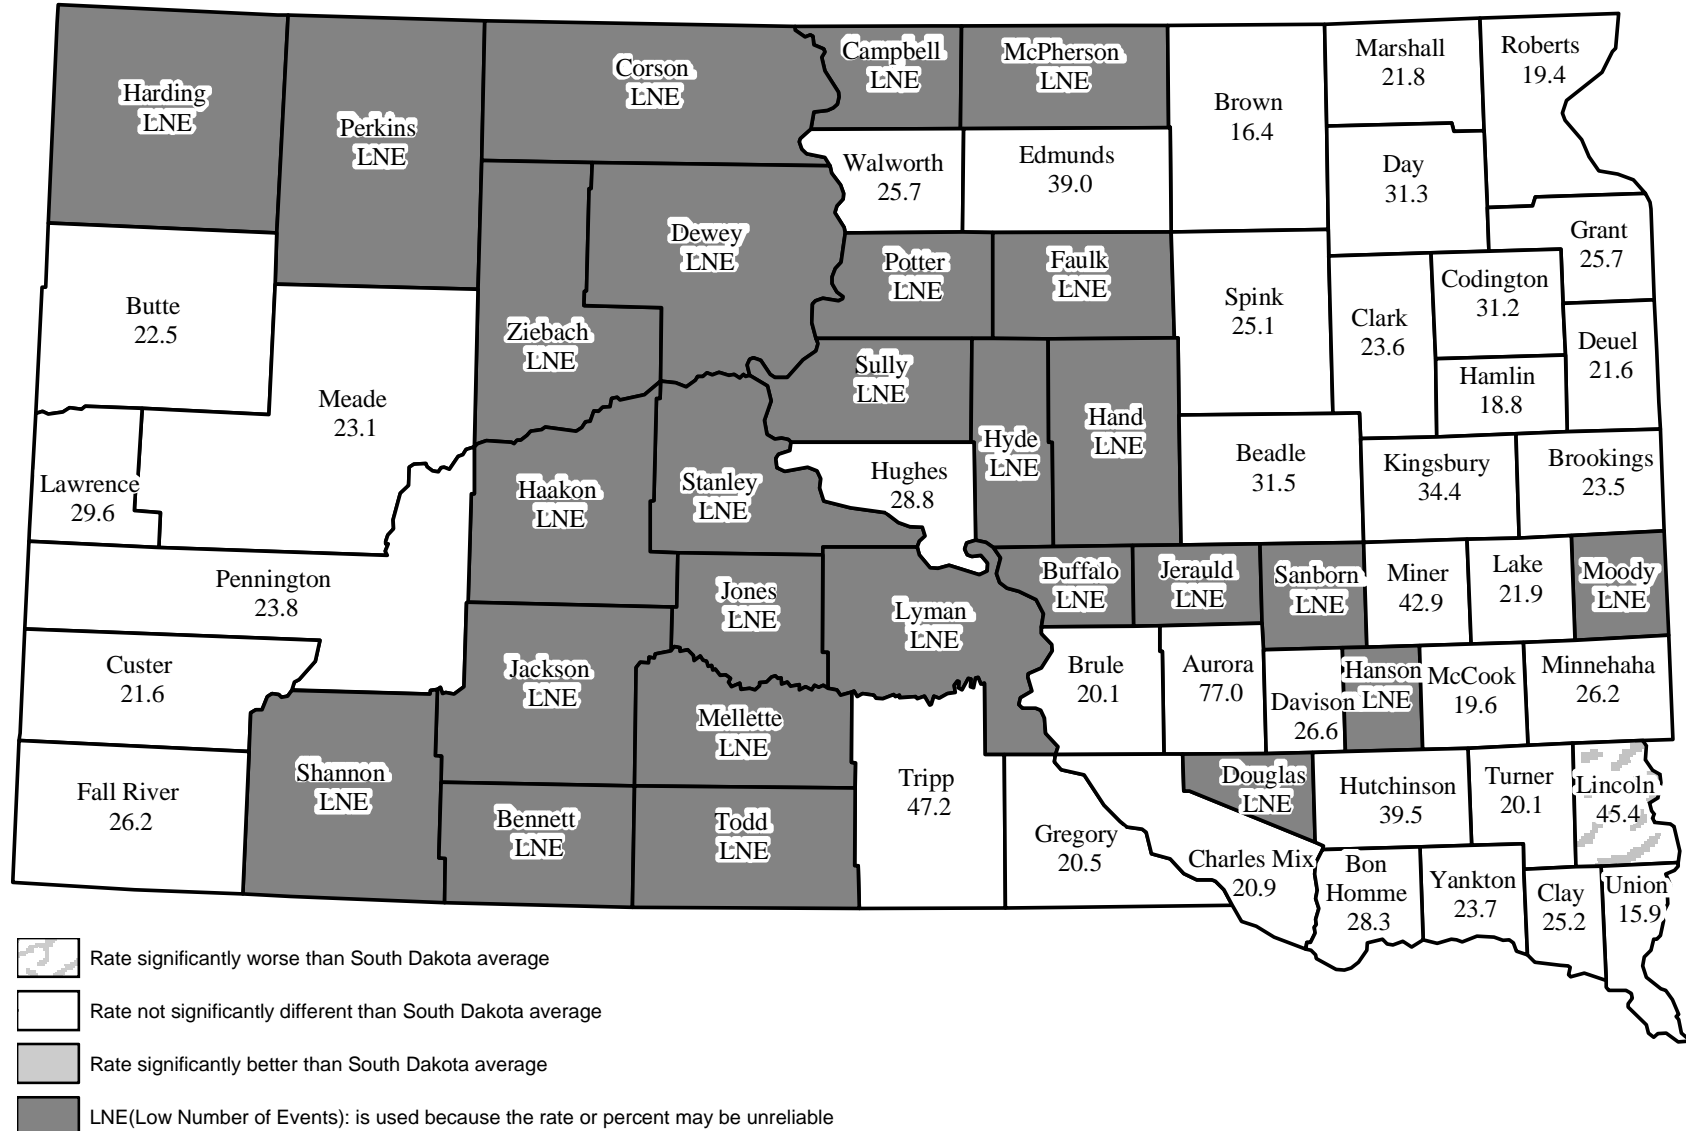 Harding
LNE
Perkins
LNE
Corson
LNE
Campbell
LNE
McPherson
LNE
Brown
16.4
Marshall
21.8
Roberts
19.4
Walworth
25.7
Edmunds
39.0
Day
31.3
Grant
25.7
Dewey
LNE
Potter
LNE
Faulk
LNE
Spink
25.1
Clark
23.6
Codington
31.2
Deuel
21.6
Hamlin
18.8
Butte
22.5
Meade
23.1
Ziebach
LNE
Sully
LNE
Hyde
LNE
Hand
LNE
Beadle
31.5
Kingsbury
34.4
Brookings
23.5
Lawrence
29.6
Haakon
LNE
Stanley
LNE
Hughes
28.8
Pennington
23.8
Jones
LNE
Lyman
LNE
Buffalo
LNE
Jerauld
LNE
Sanborn
LNE
Miner
42.9
Lake
21.9
Moody
LNE
Custer
21.6
Jackson
LNE
Mellette
LNE
Brule
20.1
Aurora
77.0
Davison
26.6
Hanson
LNE
McCook
19.6
Minnehaha
26.2
Fall River
26.2
Shannon
LNE
Bennett
LNE
Todd
LNE
Tripp
47.2
Gregory
20.5
Douglas
LNE
Charles Mix
20.9
Hutchinson
39.5
Turner
20.1
Lincoln
45.4
Bon
Homme
28.3
Yankton
23.7
Clay
25.2
Union
15.9
Rate significantly worse than South Dakota average
Rate not significantly different than South Dakota average
Rate significantly better than South Dakota average
LNE(Low Number of Events): is used because the rate or percent may be unreliable